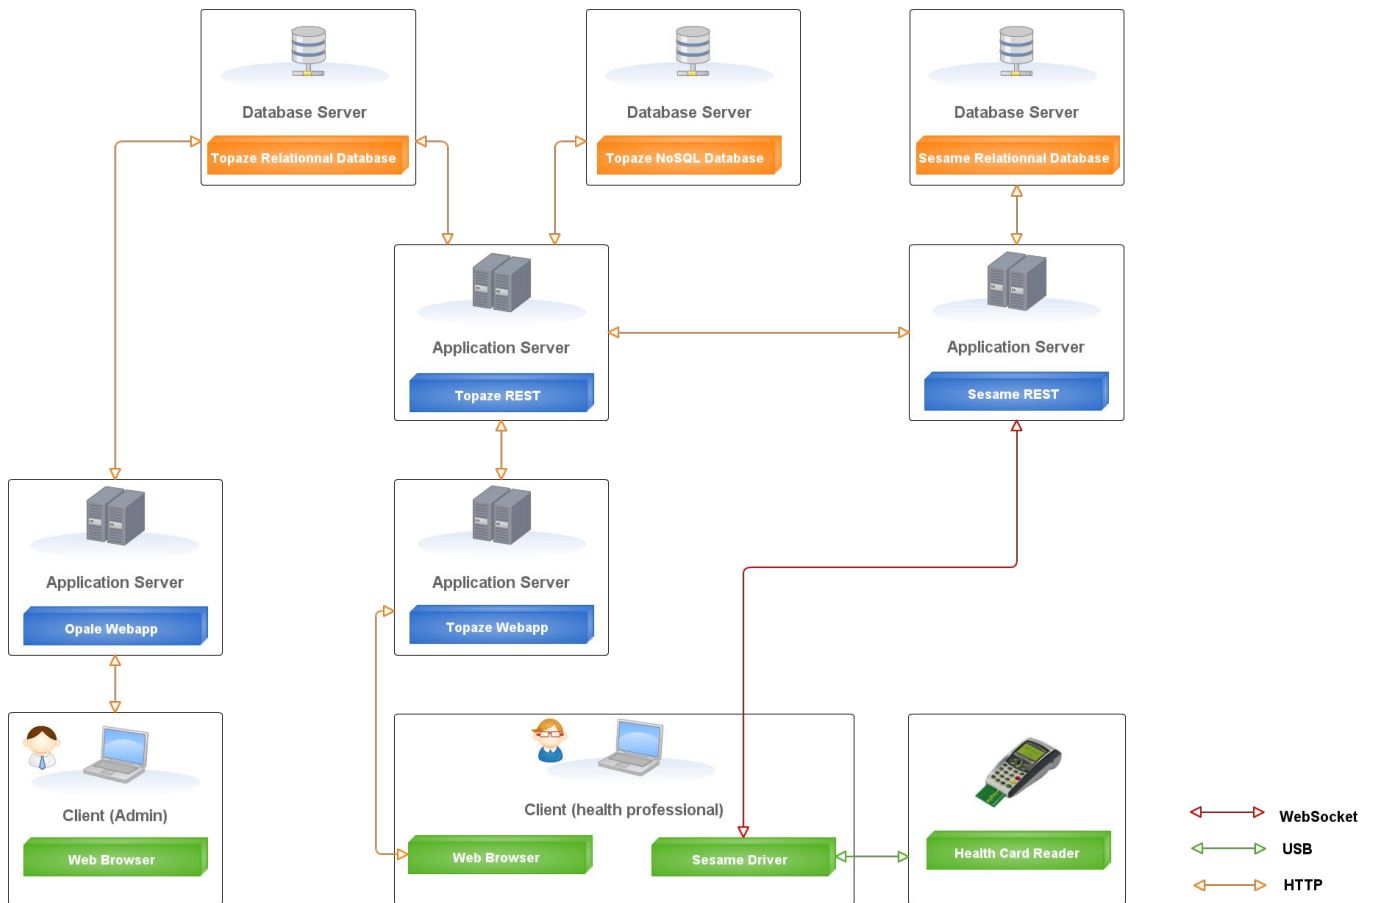 Database Server
Topaze Relationnal Database
Database Server
Topaze NoSQL Database
Database Server
Sesame Relationnal Database
Application Server
Topaze REST
Application Server
Sesame REST
Application Server
Opale Webapp
Application Server
Topaze Webapp
Client (Admin)
Web Browser
Client (health professional)
Web Browser
Sesame Driver
Health Card Reader
WebSocket
USB
HTTP